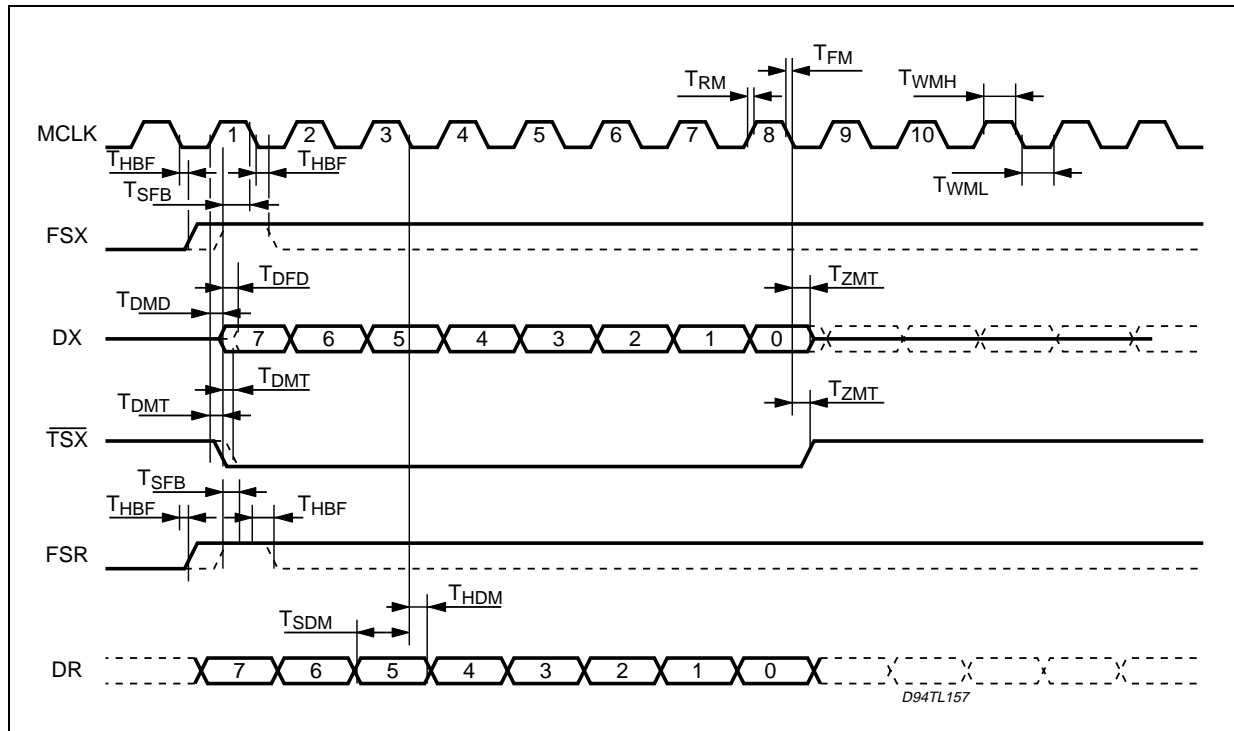 TFM
TRM
TWMH
MCLK 1 2 3 4 5 6 7 8 9 10
THBF THBF
TWML
TSFB
FSX
TDFD TZMT
TDMD
DX 7 6 5 4 3 2 1 0
TDMT
TDMT TZMT
TSX
TSFB
THBF THBF
FSR
THDM
TSDM
DR 7 6 5 4 3 2 1 0
D94TL157